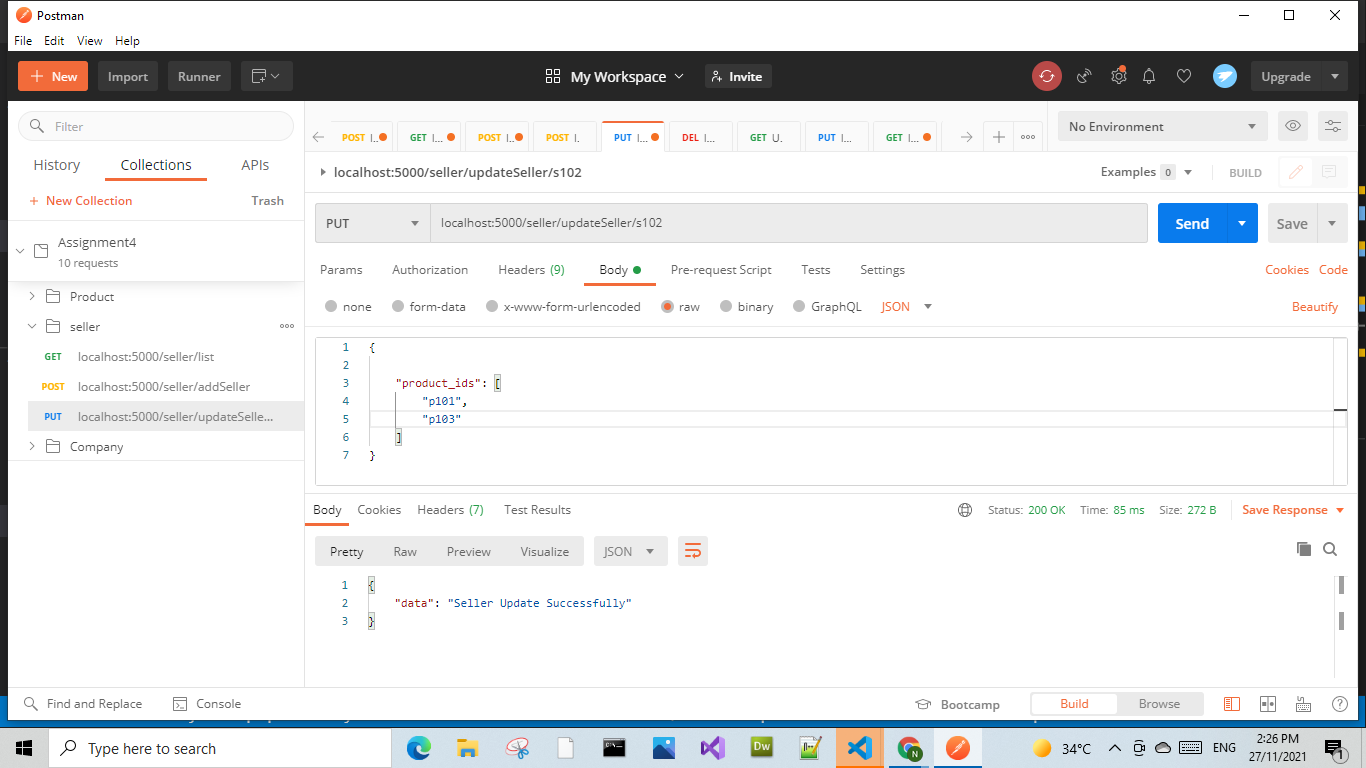 Postman
File Edit View Help
New Import Runner My Workspace Invite Upgrade
Filter
History Collections APIs
+ New Collection Trash
Assignment4
10 requests
Product
seller
GET localhost:5000/seller/list
POST localhost:5000/seller/addSeller
PUT localhost:5000/seller/updateSelle...
Company
POST l.. GET l... POST l.. POST l. PUT l... DEL l... GET U. PUT l... GET l...
No Environment
localhost:5000/seller/updateSeller/s102
Examples 0 BUILD
PUT localhost:5000/seller/updateSeller/s102 Send Save
Params Authorization Headers (9) Body Pre-request Script Tests Settings Cookies Code
none form-data x-www-form-urlencoded raw binary GraphQL JSON Beautify
1 {
2
3 "product_ids": [
4 "p101",
5 "p103"
6 ]
7 }
Body Cookies Headers (7) Test Results Status: 200 OK Time: 85 ms Size: 272 B Save Response
Pretty Raw Preview Visualize JSON
1 {
2 "data": "Seller Update Successfully"
3 }
Find and Replace Console Bootcamp Build Browse
Type here to search
Dw
N
34°C ENG
2:26 PM
27/11/2021
1